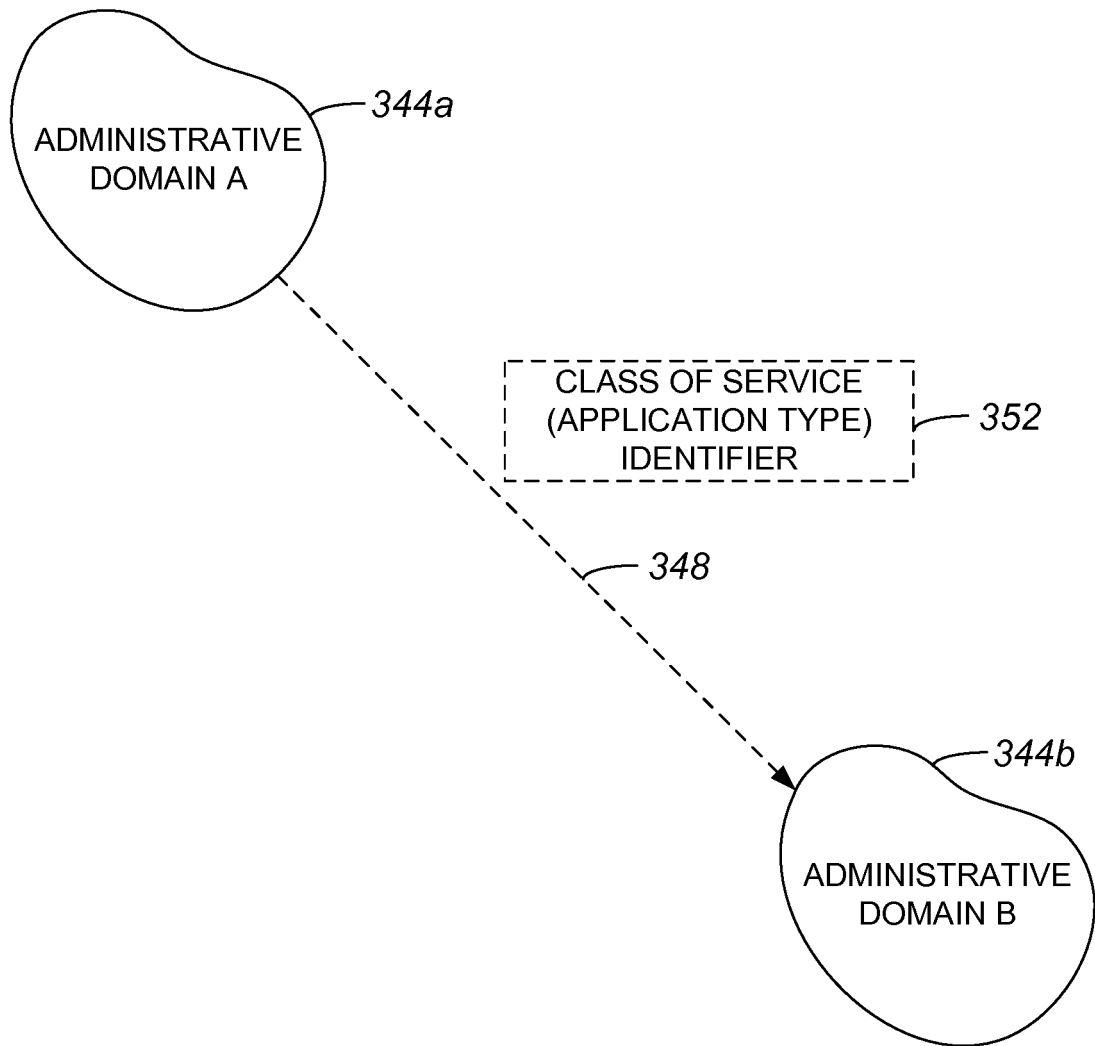 344a
ADMINISTRATIVE
DOMAIN A
CLASS OF SERVICE
(APPLICATION TYPE)
IDENTIFIER
352
348
344b
ADMINISTRATIVE
DOMAIN B